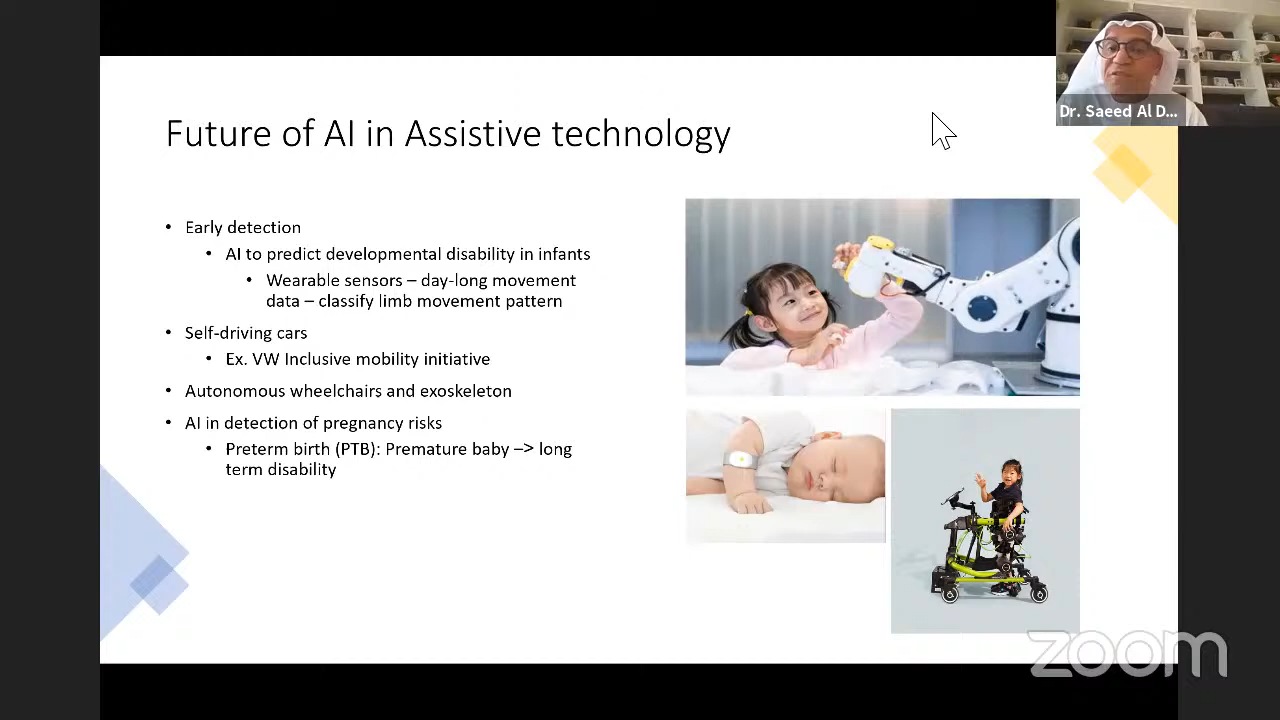 Dr. Saeed Al D...
Future of AI in Assistive technology
• Early detection
• AI to predict developmental disability in infants
• Wearable sensors – day-long movement
data – classify limb movement pattern
• Self-driving cars
• Ex. VW Inclusive mobility initiative
• Autonomous wheelchairs and exoskeleton
• AI in detection of pregnancy risks
• Preterm birth (PTB): Premature baby –> long
term disability
zoom